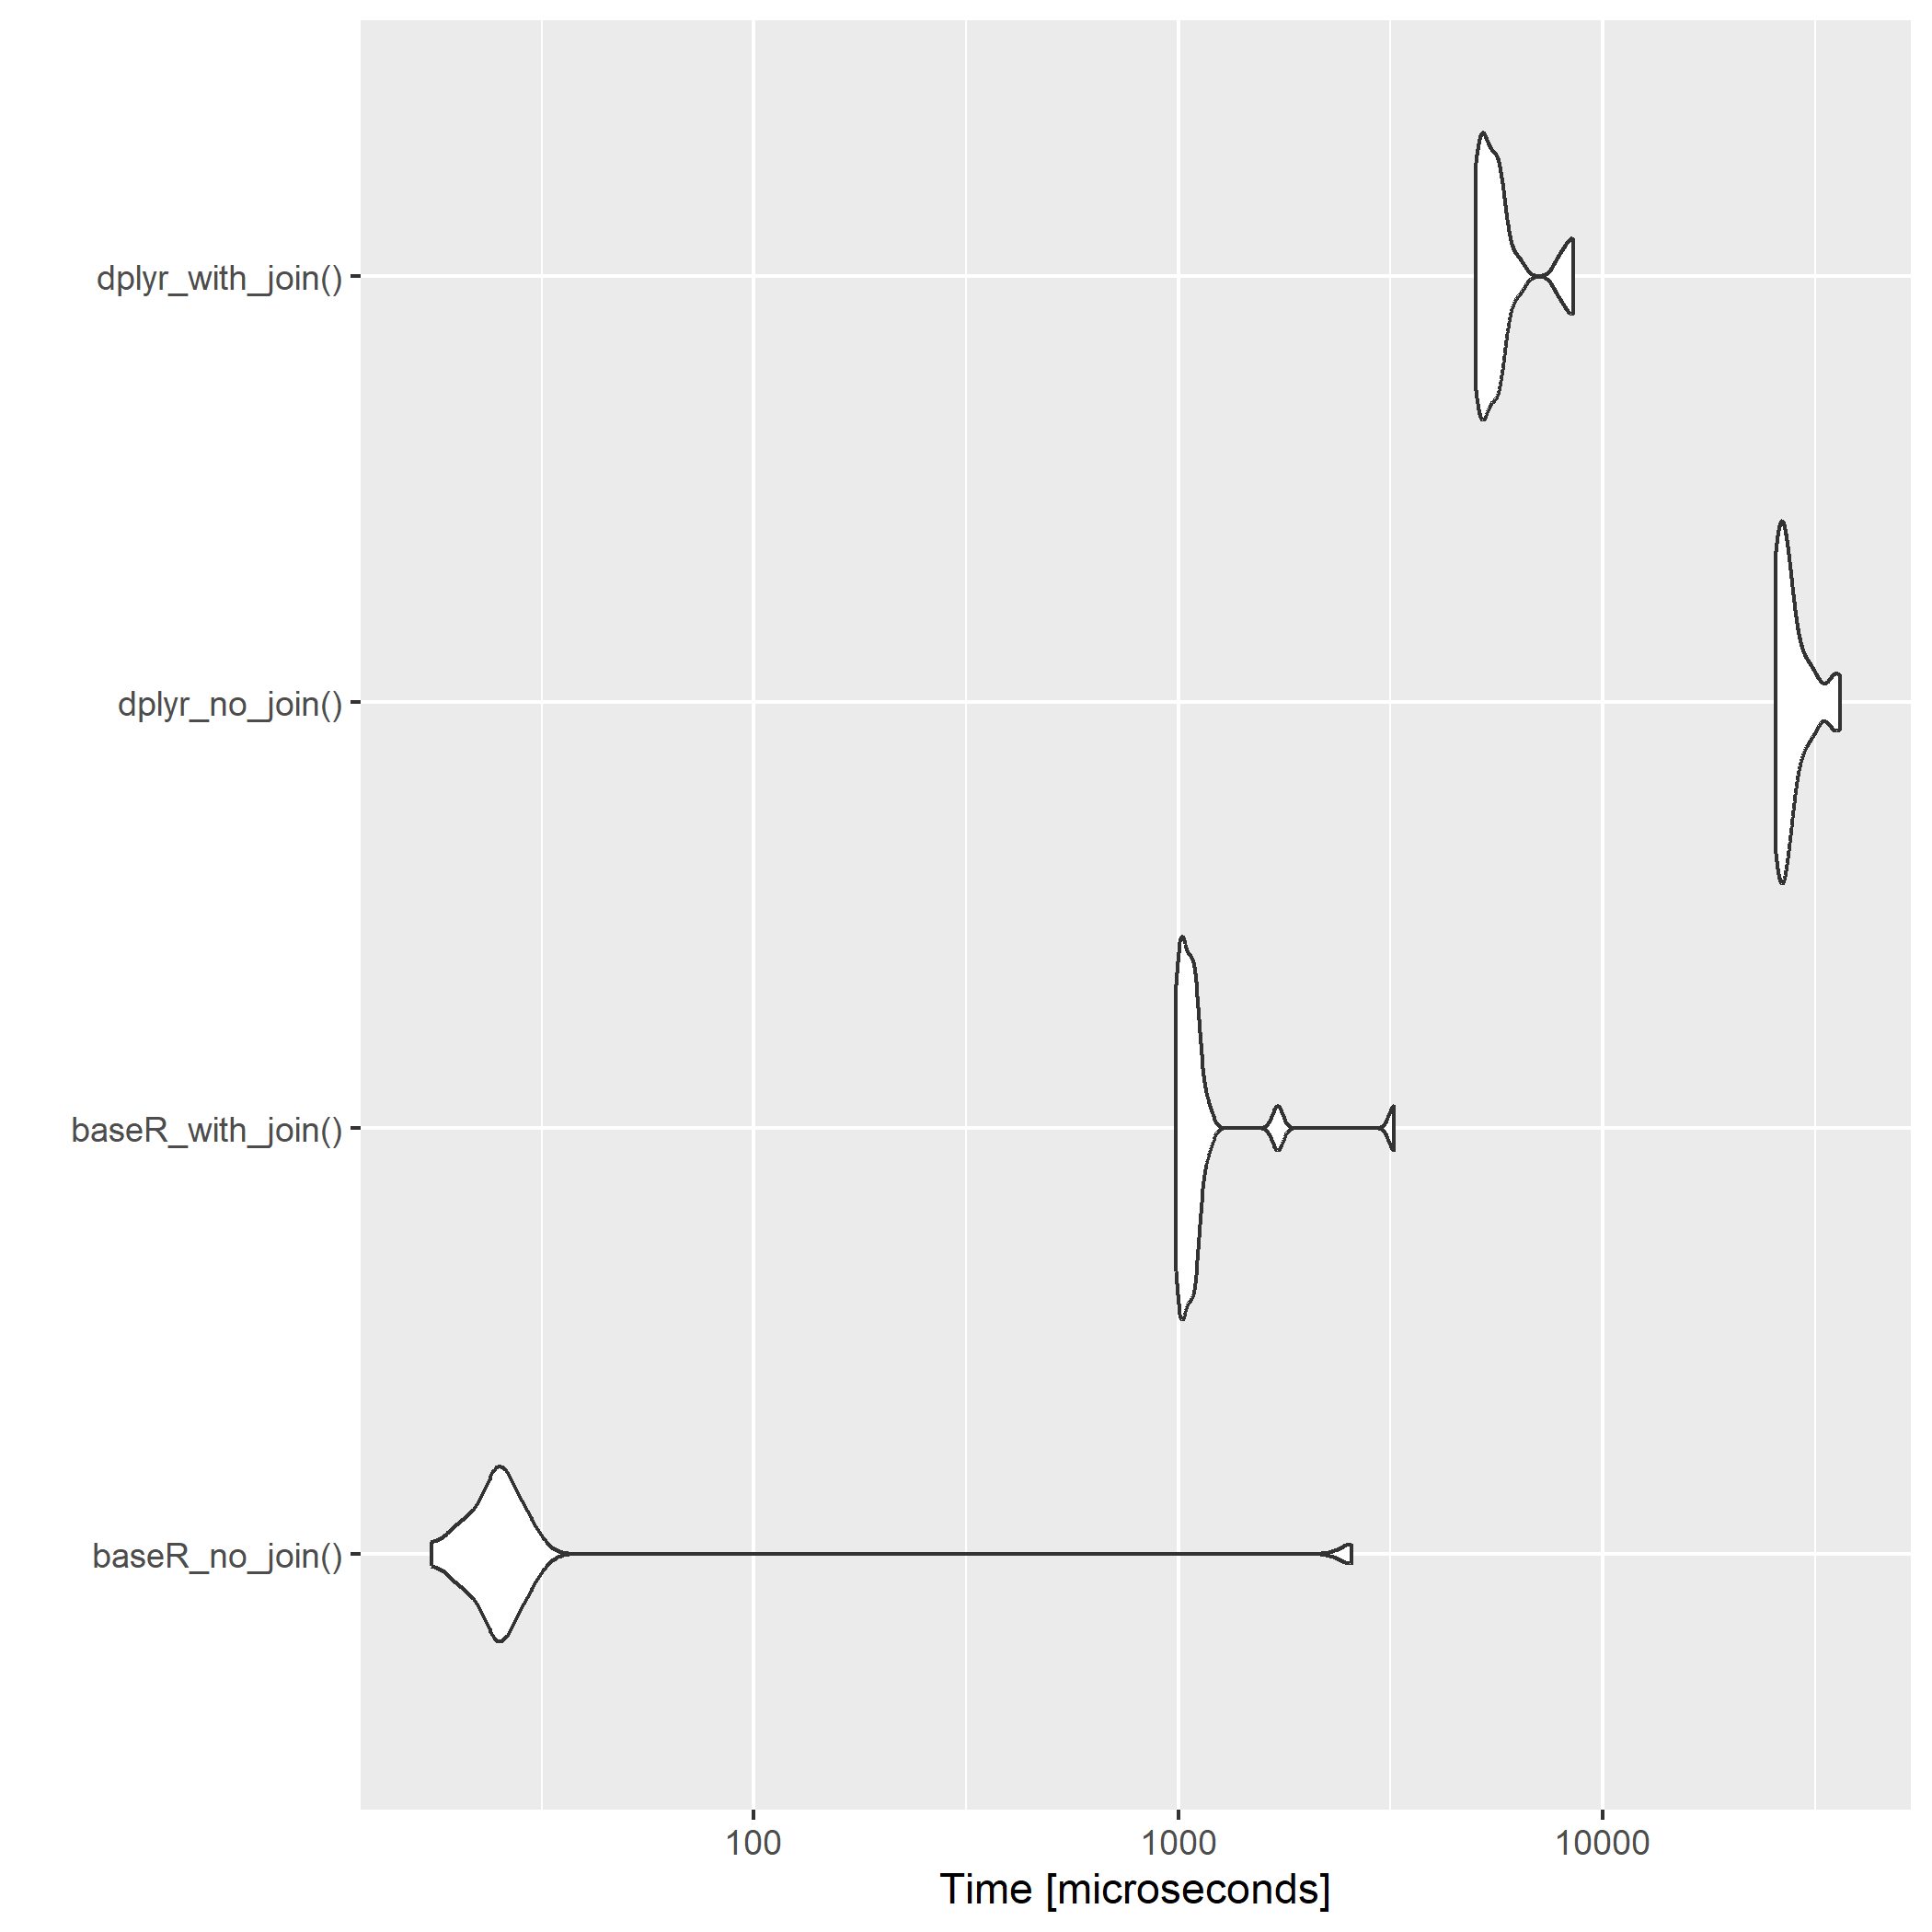 dplyr_with_join()
dplyr_no_join()
baseR_with_join()
baseR_no_join()
100 1000 10000
Time [microseconds]